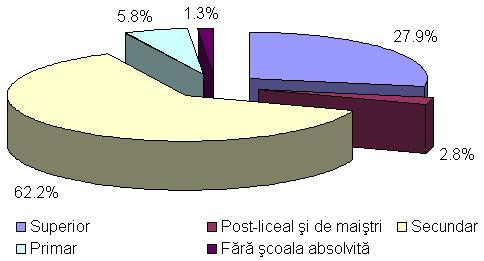 5.8%
1.3%
27.9%
2.8%
62.2%
Superior
Post-liceal şi de maiştri
Secundar
Primar
Fără şcoala absolvită